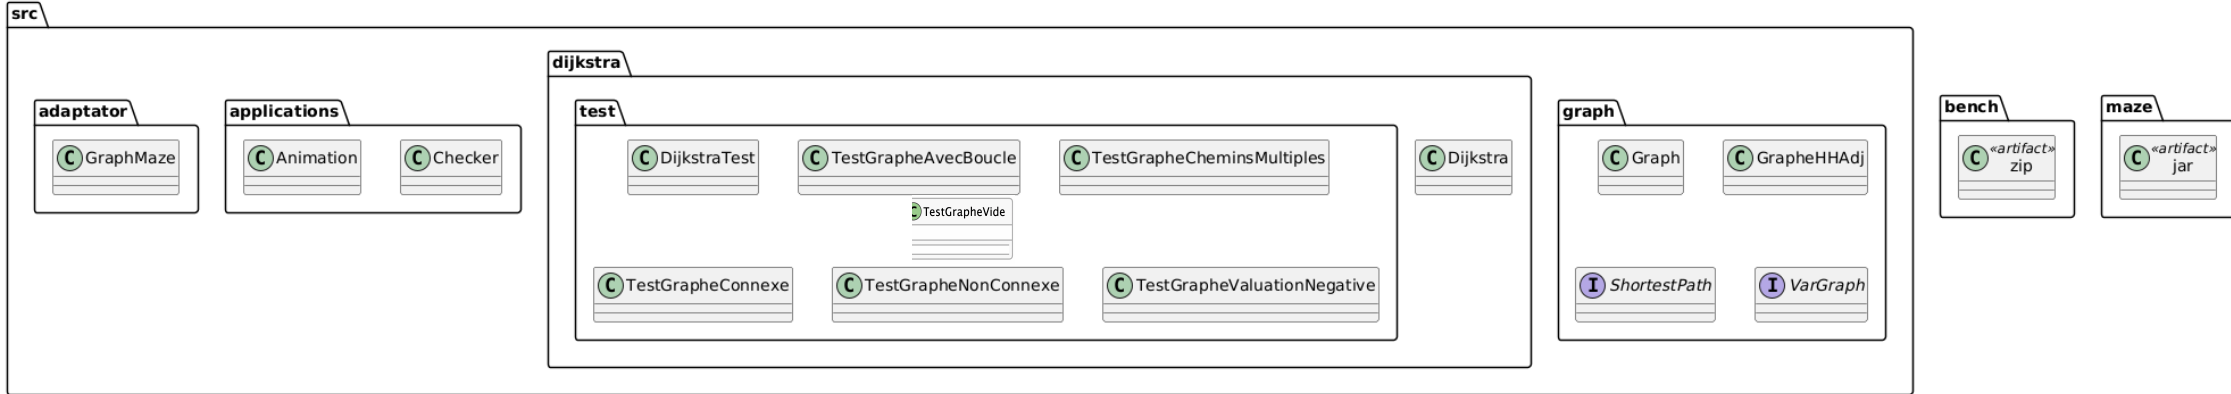 src
adaptator
C GraphMaze
applications
C Animation
C Checker
dijkstra
test
C DijkstraTest
C TestGrapheAvecBoucle
C TestGrapheCheminsMultiples
C TestGrapheVide
C TestGrapheConnexe
C TestGrapheNonConnexe
C TestGrapheValuationNegative
C Dijkstra
graph
C Graph
C GrapheHHAdj
I ShortestPath
I VarGraph
bench
C «artifact»
zip
maze
C «artifact»
jar